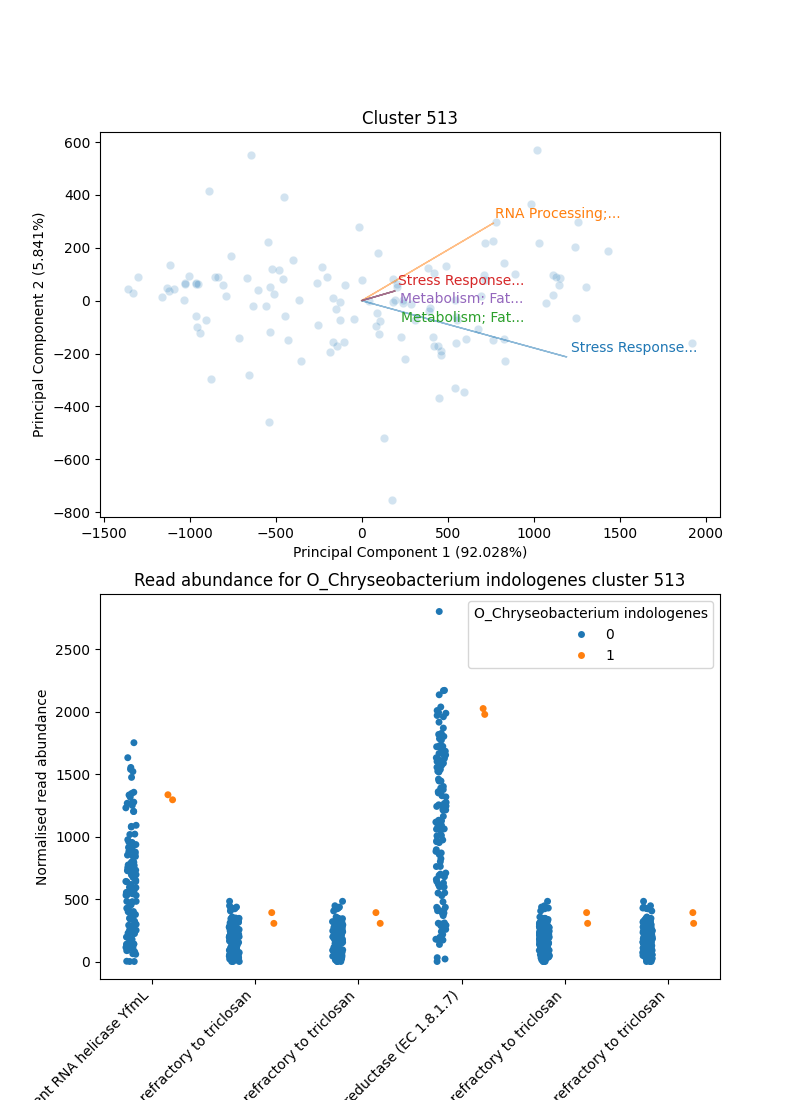 Cluster 513
600
400
200
0
−200
−400
−600
−800
Principal Component 2 (5.841%)
RNA Processing;...
Stress Response...
Metabolism; Fat...
Metabolism; Fat...
Stress Response...
−1500 −1000 −500 0 500 1000 1500 2000
Principal Component 1 (92.028%)
Read abundance for O_Chryseobacterium indologenes cluster 513
O_Chryseobacterium indologenes
0
1
2500
2000
1500
1000
500
0
Normalised read abundance
ent RNA helicase YfmL
refractory to triclosan
refractory to triclosan
reductase (EC 1.8.1.7)
refractory to triclosan
refractory to triclosan